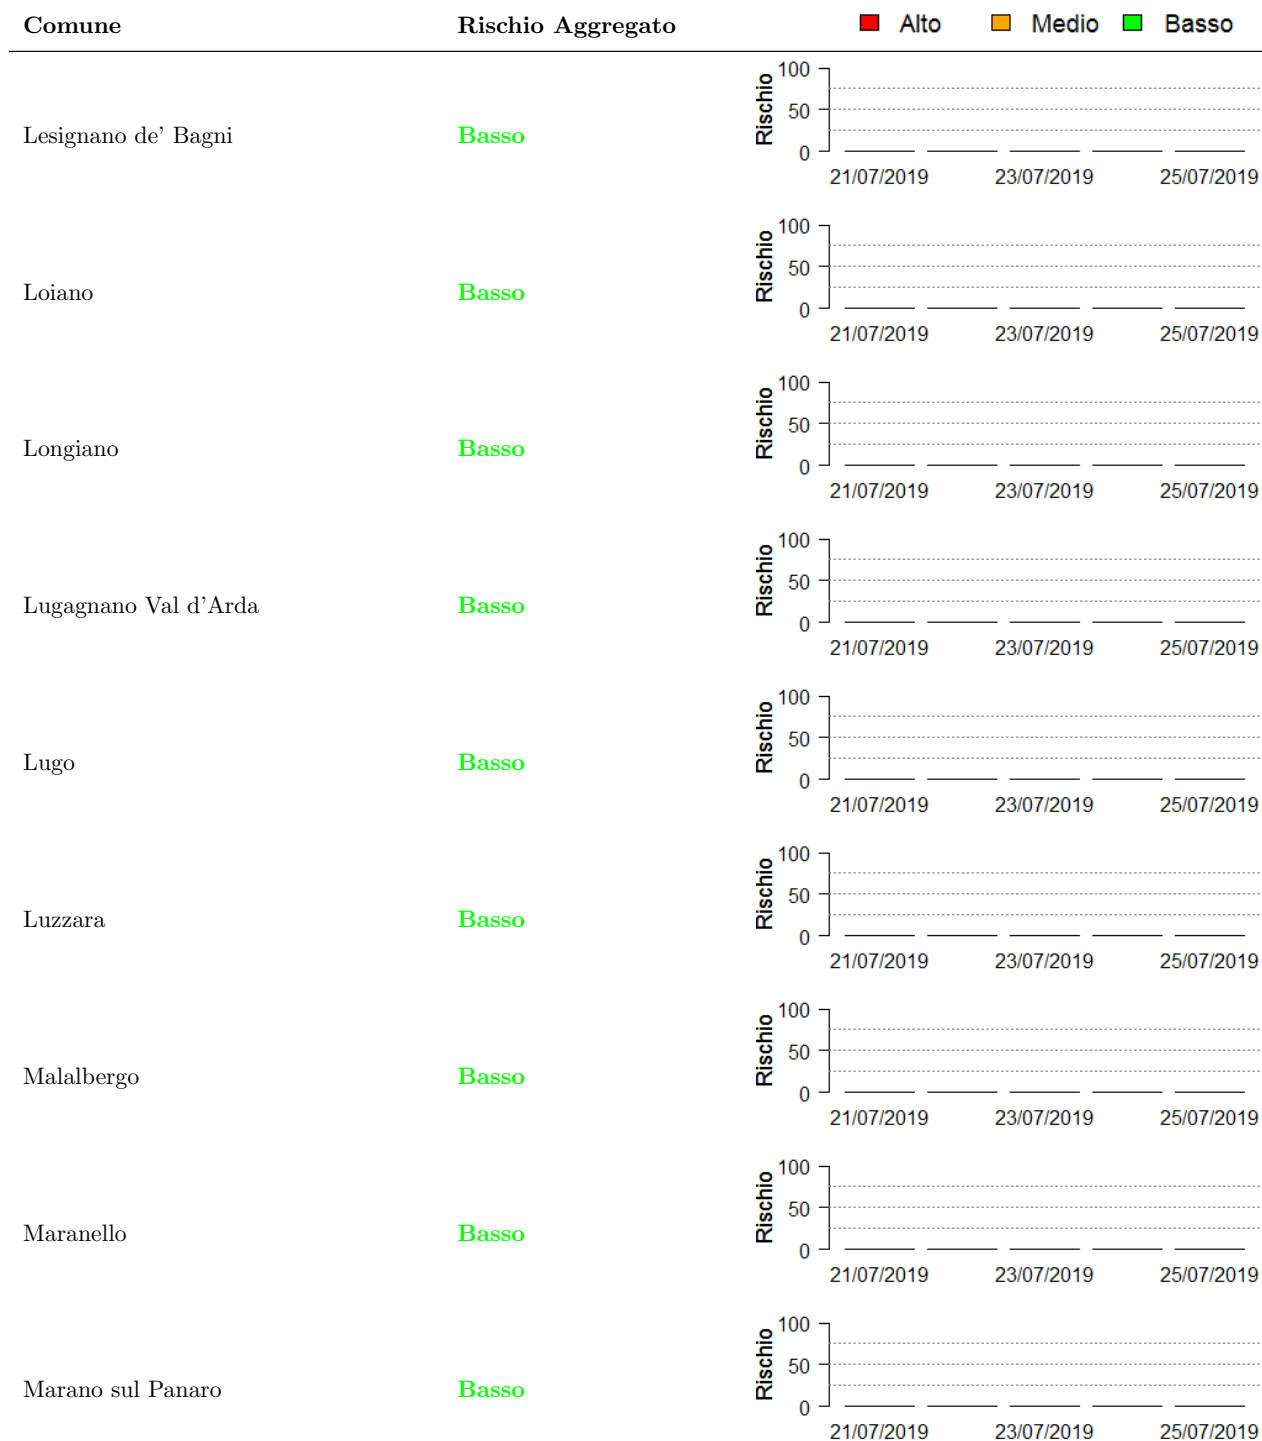 Comune Rischio Aggregato Alto Medio Basso
Lesignano de' Bagni Basso
Rischio
100
50
0
21/07/2019 23/07/2019 25/07/2019
Loiano Basso
Rischio
100
50
0
21/07/2019 23/07/2019 25/07/2019
Longiano Basso
Rischio
100
50
0
21/07/2019 23/07/2019 25/07/2019
Lugagnano Val d'Arda Basso
Rischio
100
50
0
21/07/2019 23/07/2019 25/07/2019
Lugo Basso
Rischio
100
50
0
21/07/2019 23/07/2019 25/07/2019
Luzzara Basso
Rischio
100
50
0
21/07/2019 23/07/2019 25/07/2019
Malalbergo Basso
Rischio
100
50
0
21/07/2019 23/07/2019 25/07/2019
Maranello Basso
Rischio
100
50
0
21/07/2019 23/07/2019 25/07/2019
Marano sul Panaro Basso
Rischio
100
50
0
21/07/2019 23/07/2019 25/07/2019